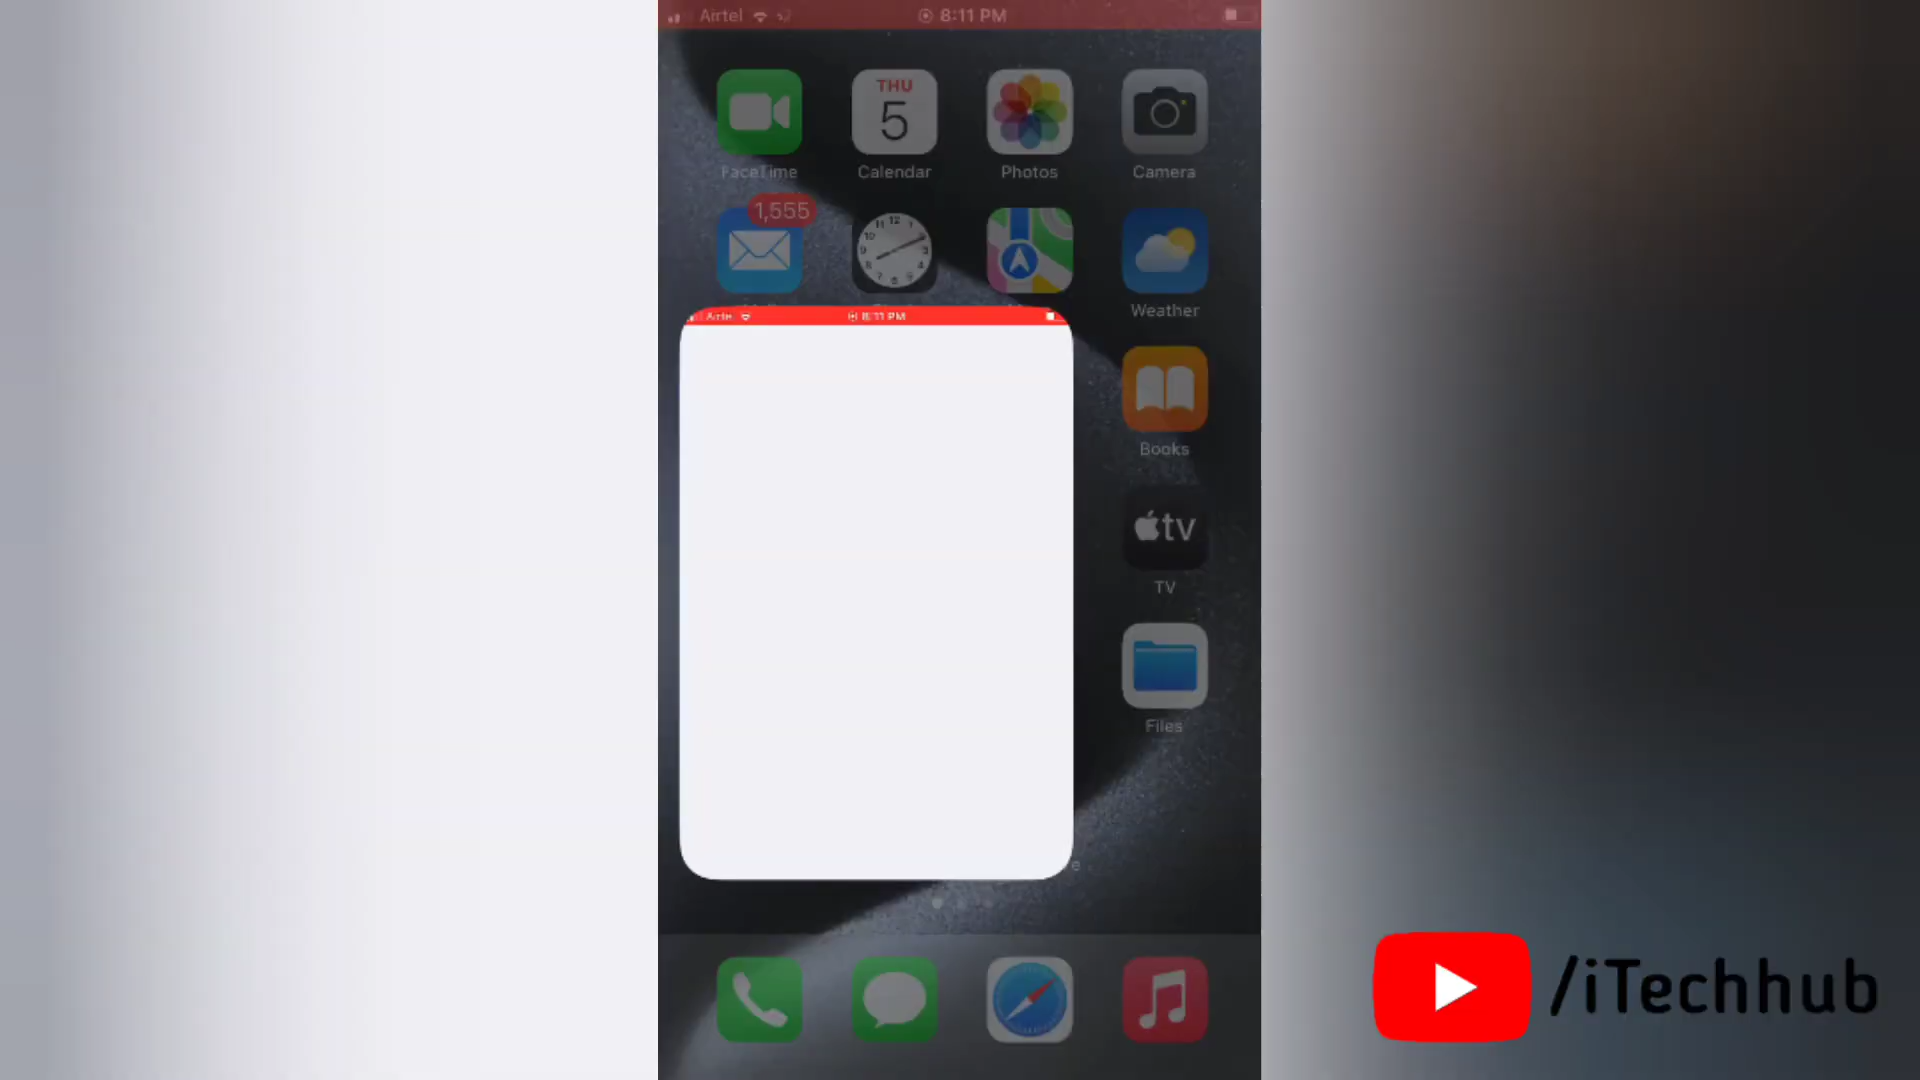 Airtel 8:11 PM
THU
5
FaceTime Calendar Photos Camera
1,555
Weather
Airtel 8:11 PM
Books
tv
TV
Files
/iTechhub